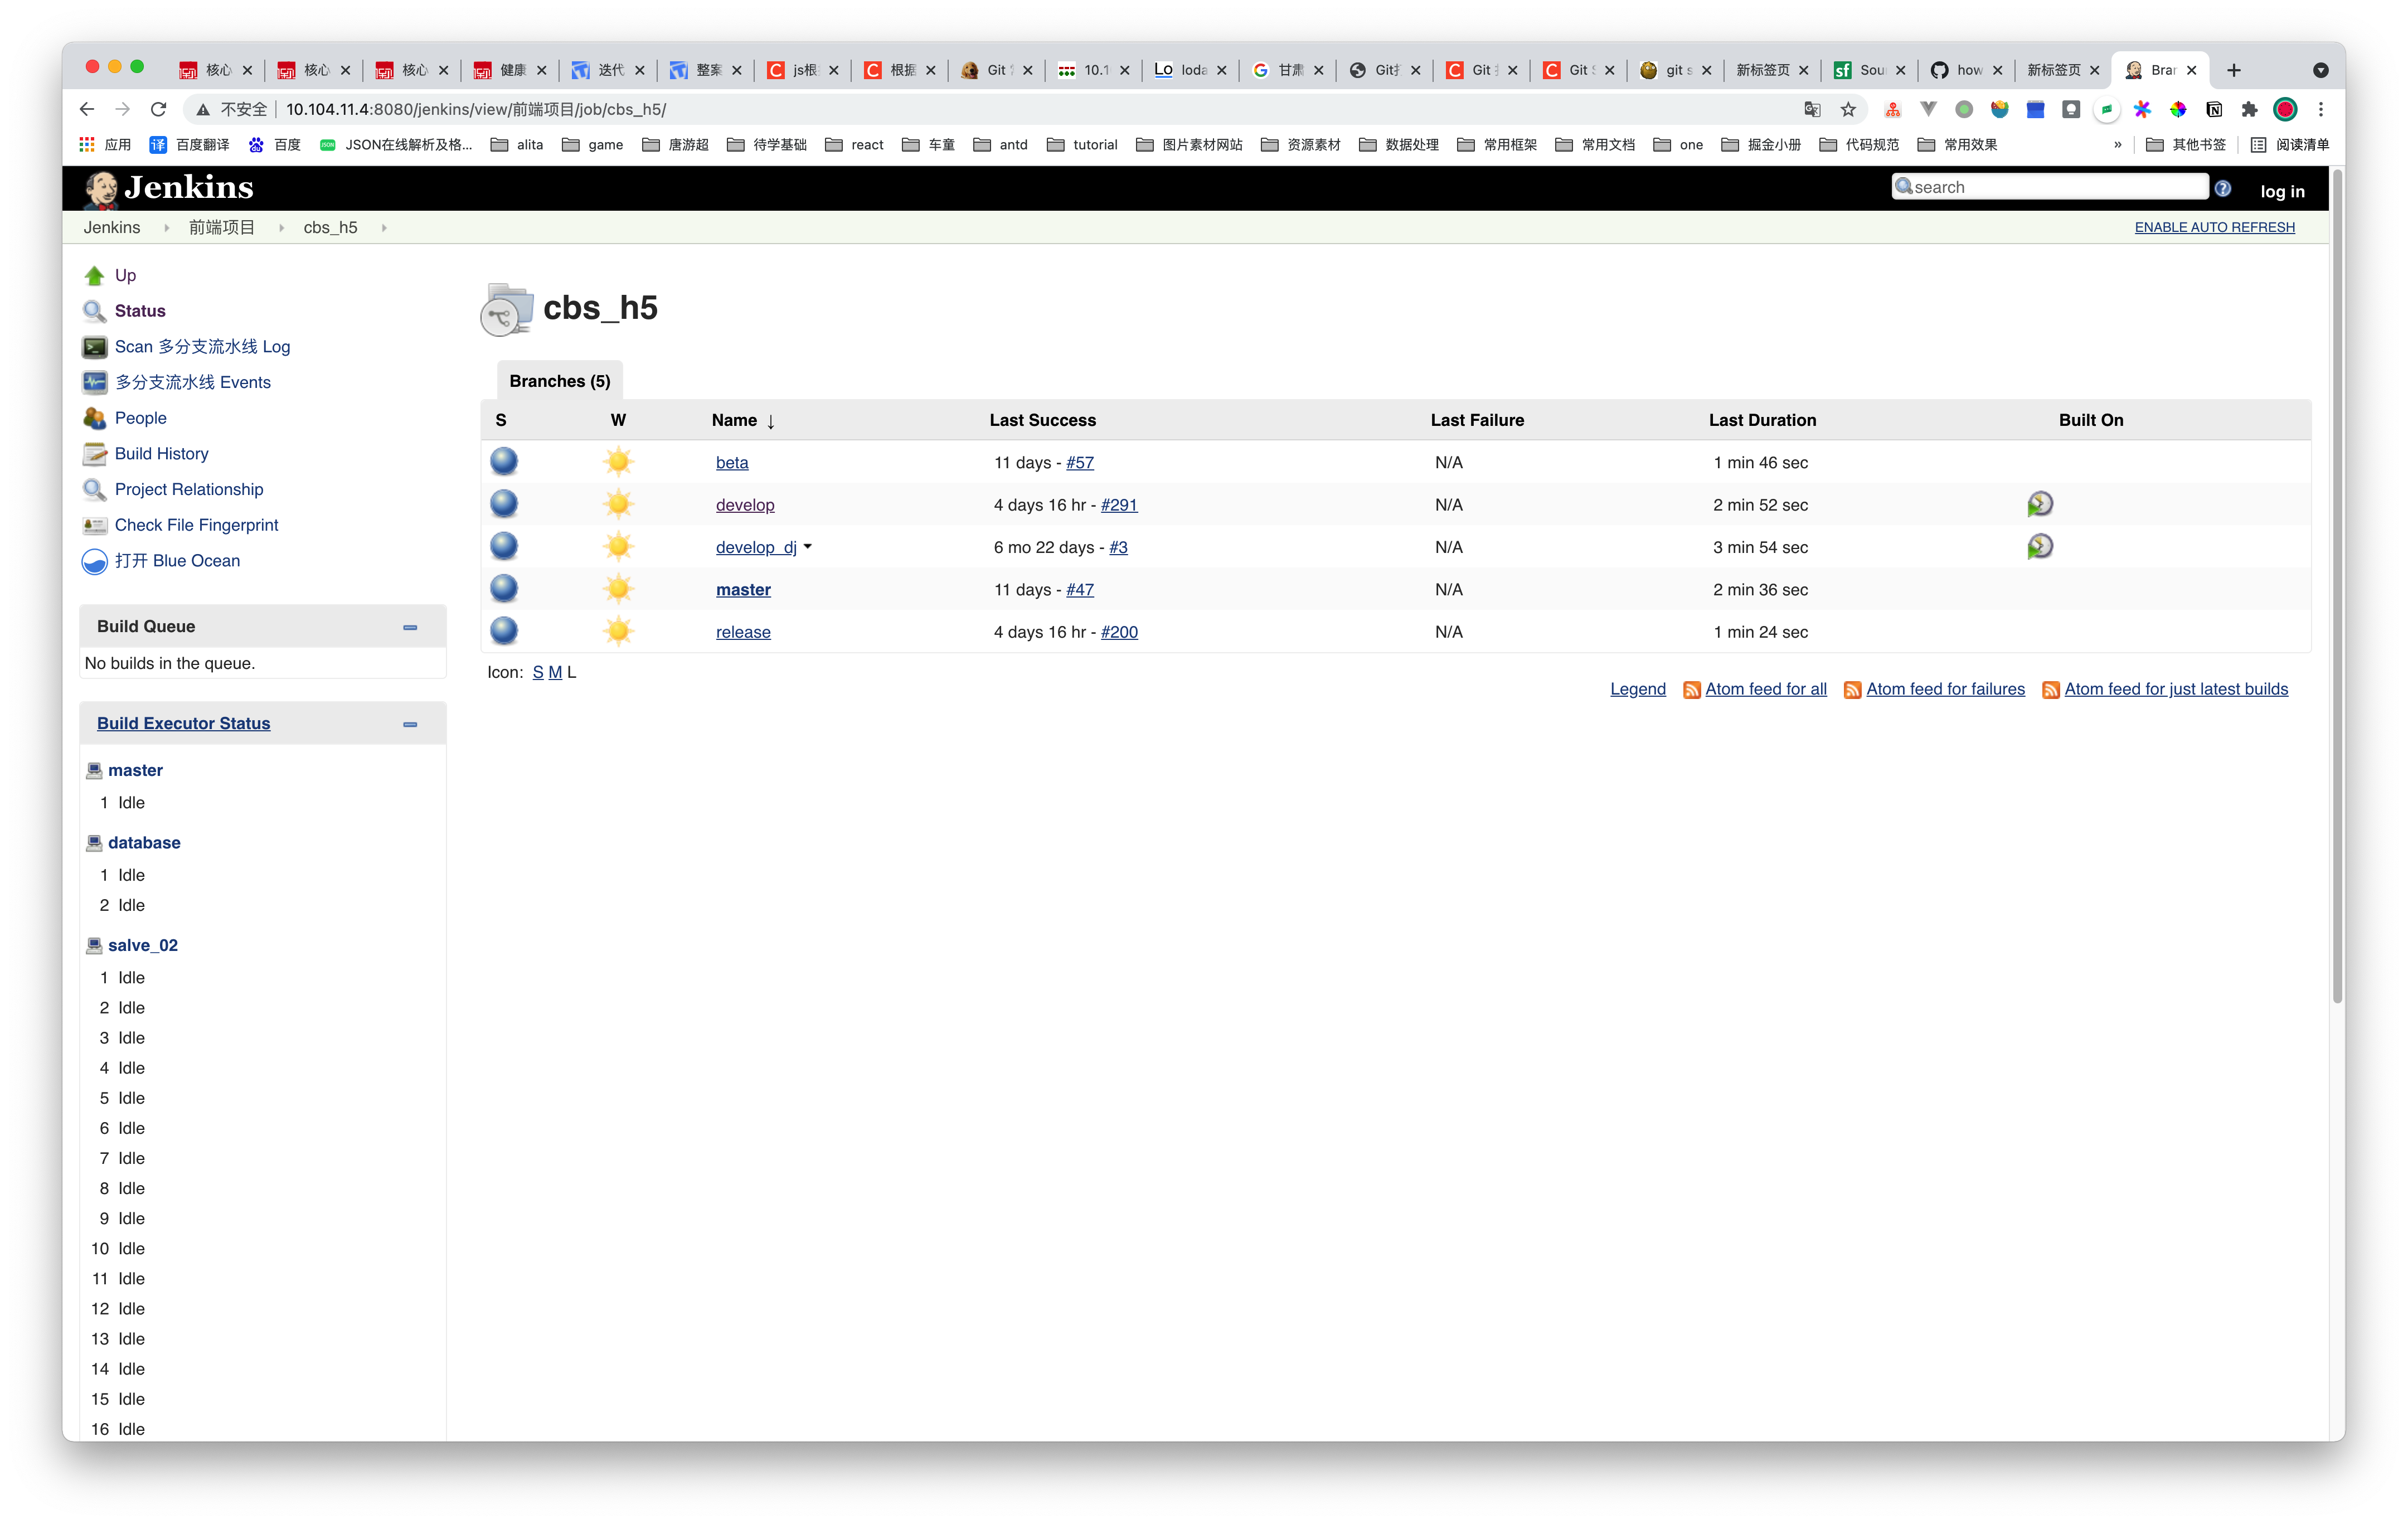 核心 核心 核心 健康 迭代 整案 js根 根据 Git 10.1 loda 甘肃 Git Git Git git s 新标签页 Sou how 新标签页 Brar
不安全 10.104.11.4:8080/jenkins/view/前端项目/job/cbs_h5/
应用 百度翻译 百度 JSON在线解析及格... alita game 唐游超 待学基础 react 车童 antd tutorial 图片素材网站 资源素材 数据处理 常用框架 常用文档 one 掘金小册 代码规范 常用效果 » 其他书签 阅读清单
Jenkins search log in
Jenkins 前端项目 cbs_h5 ENABLE AUTO REFRESH
Up
Status
Scan 多分支流水线 Log
多分支流水线 Events
People
Build History
Project Relationship
Check File Fingerprint
打开 Blue Ocean
Build Queue
No builds in the queue.
Build Executor Status
master
1 Idle
database
1 Idle
2 Idle
salve_02
1 Idle
2 Idle
3 Idle
4 Idle
5 Idle
6 Idle
7 Idle
8 Idle
9 Idle
10 Idle
11 Idle
12 Idle
13 Idle
14 Idle
15 Idle
16 Idle
cbs_h5
Branches (5)
S W Name ↓ Last Success Last Failure Last Duration Built On
beta 11 days - #57 N/A 1 min 46 sec
develop 4 days 16 hr - #291 N/A 2 min 52 sec
develop_dj 6 mo 22 days - #3 N/A 3 min 54 sec
master 11 days - #47 N/A 2 min 36 sec
release 4 days 16 hr - #200 N/A 1 min 24 sec
Icon: S M L
Legend Atom feed for all Atom feed for failures Atom feed for just latest builds